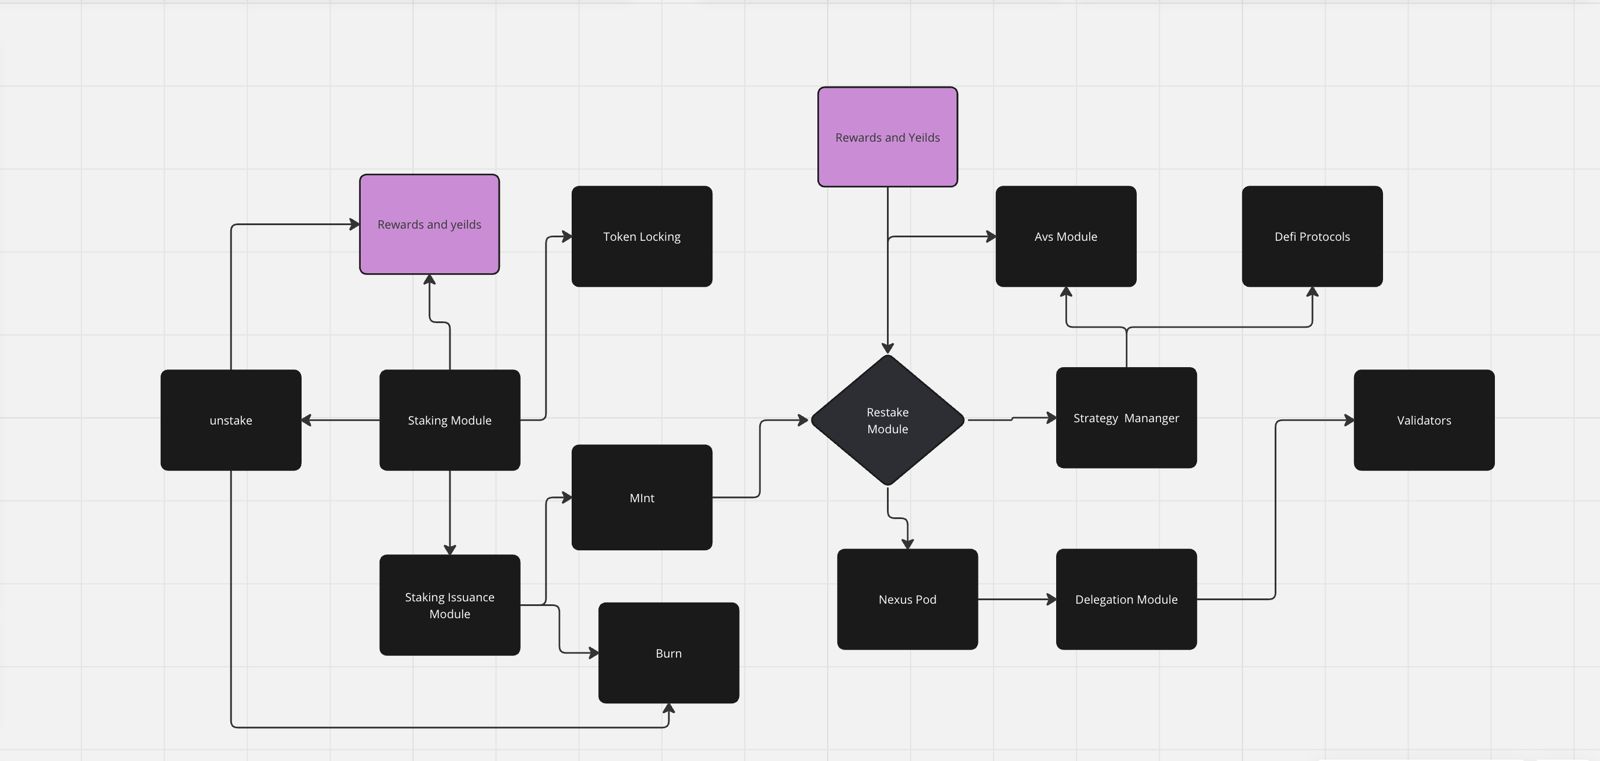 Rewards and Yeilds
Rewards and yeilds
Token Locking
Avs Module
Defi Protocols
unstake
Staking Module
Restake
Module
Strategy  Mananger
Validators
MInt
Staking Issuance
Module
Nexus Pod
Delegation Module
Burn